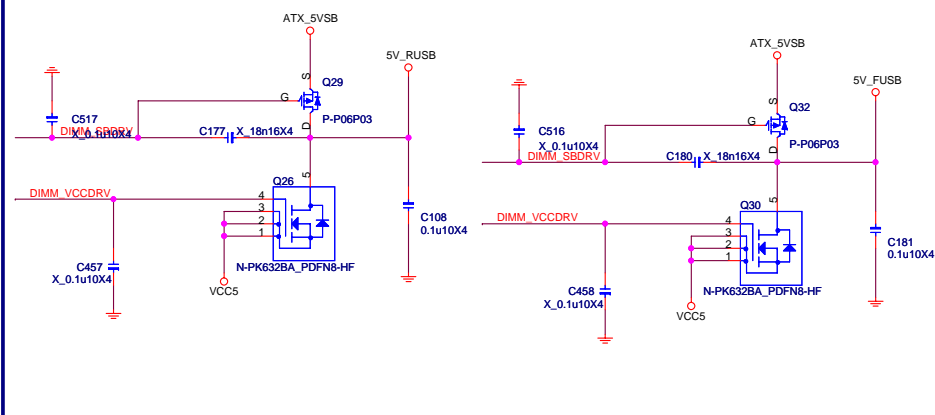 ATX_5VSB
5V_RUSB
S
Q29
G
P-P06P03
D
C517
X_0.1u10X4
DIMM_SBDRV
C177
X_18n16X4
Q26
5
DIMM_VCCDRV
4
3
2
1
C108
0.1u10X4
C457
X_0.1u10X4
N-PK632BA_PDFN8-HF
VCC5
ATX_5VSB
5V_FUSB
S
Q32
G
P-P06P03
D
C516
X_0.1u10X4
DIMM_SBDRV
C180
X_18n16X4
Q30
5
DIMM_VCCDRV
4
3
2
1
C181
0.1u10X4
C458
X_0.1u10X4
N-PK632BA_PDFN8-HF
VCC5